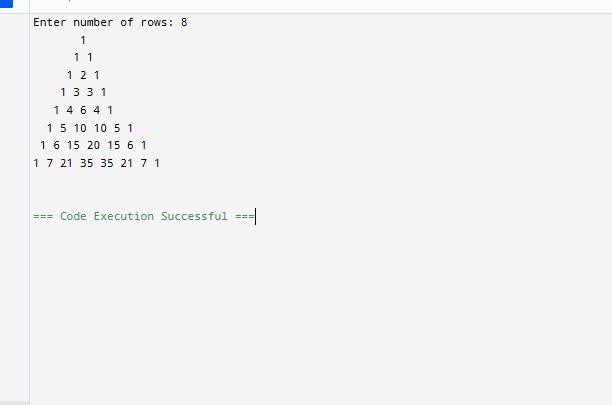 Enter number of rows: 8
1
1 1
1 2 1
1 3 3 1
1 4 6 4 1
1 5 10 10 5 1
1 6 15 20 15 6 1
1 7 21 35 35 21 7 1
=== Code Execution Successful ===